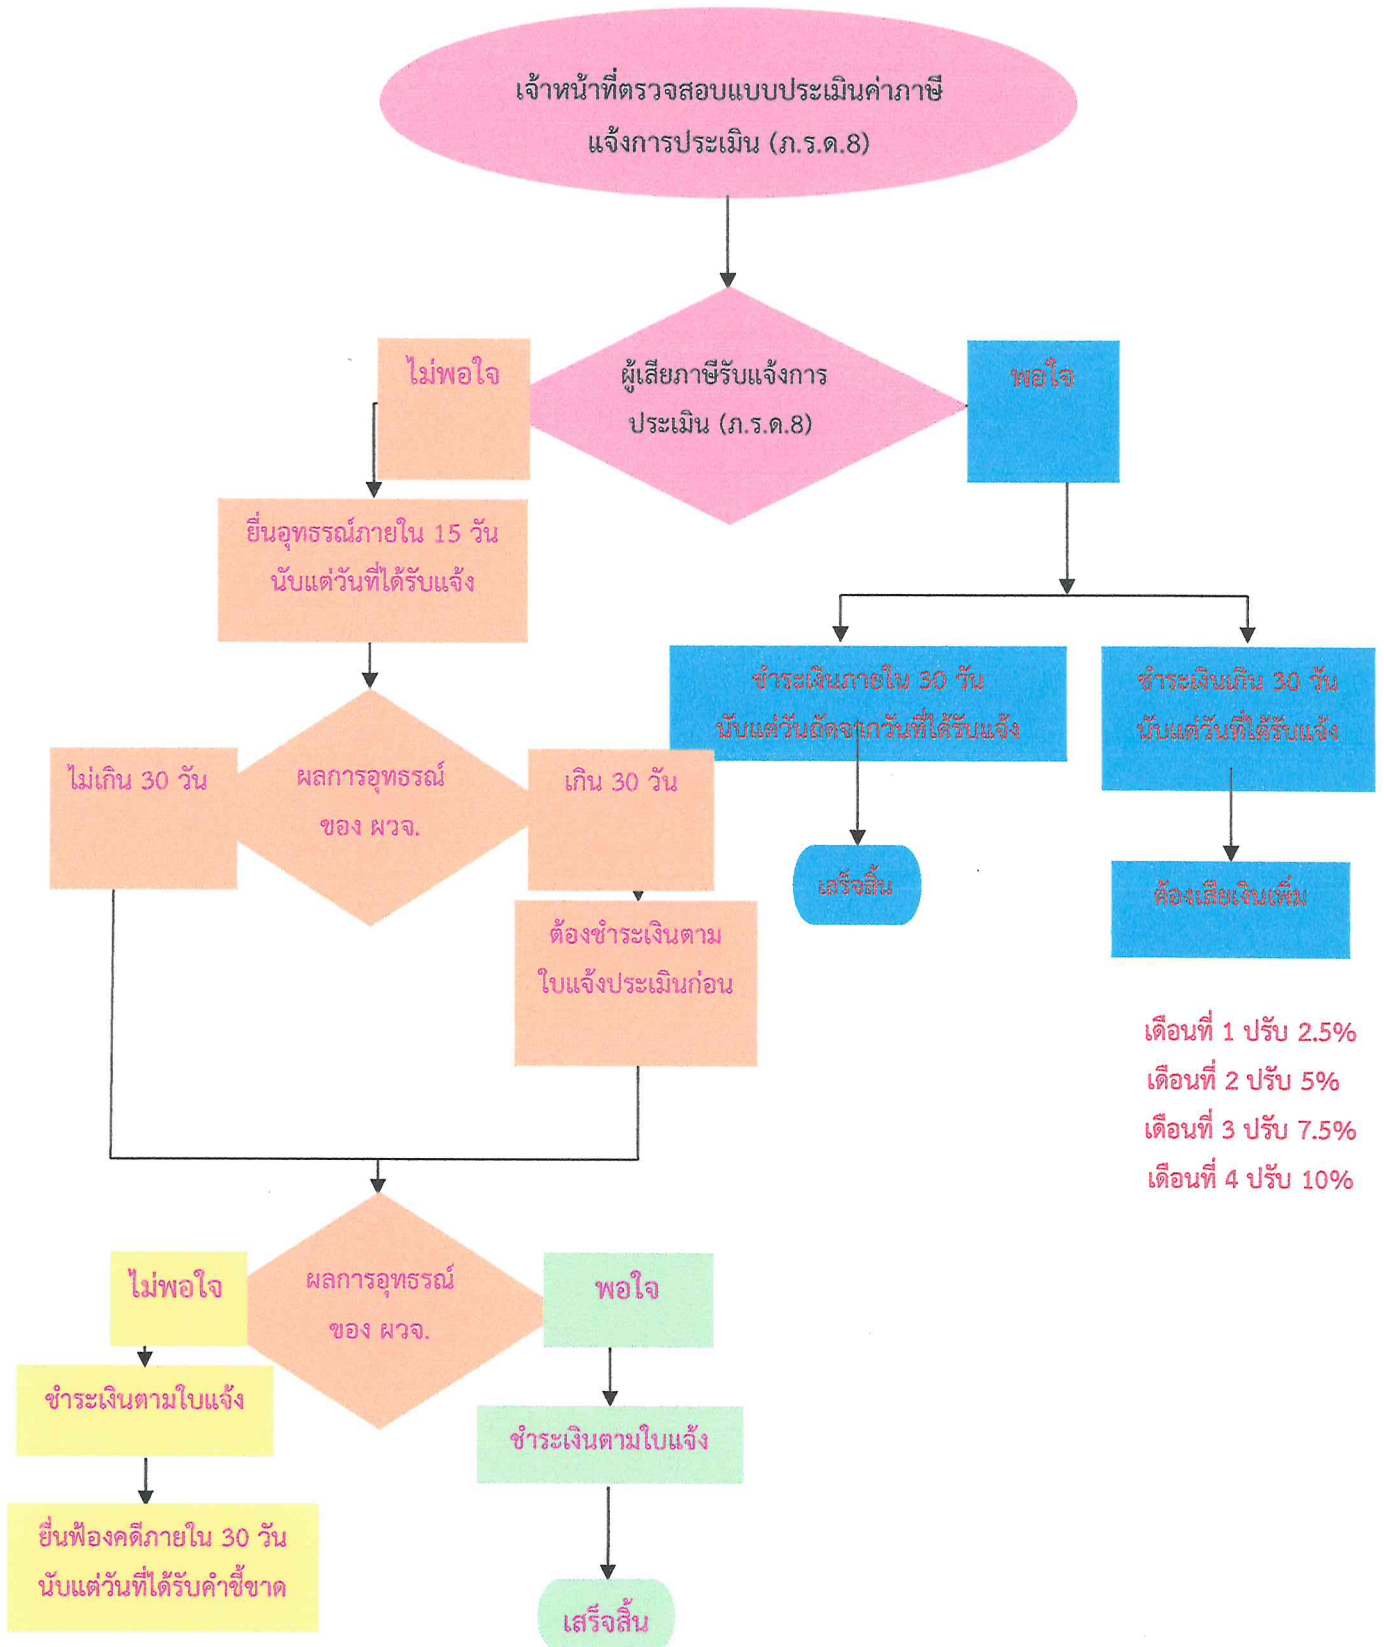 เจ้าหน้าที่ตรวจสอบแบบประเมินค่าภาษี
แจ้งการประเมิน (ภ.ร.ด.8)
ไม่พอใจ
ผู้เสียภาษีรับแจ้งการ
ประเมิน (ภ.ร.ด.8)
พอใจ
ยื่นอุทธรณ์ภายใน 15 วัน
นับแต่วันที่ได้รับแจ้ง
ชำระเงินภายใน 30 วัน
นับแต่วันถัดจากวันที่ได้รับแจ้ง
ชำระเงินเกิน 30 วัน
นับแต่วันที่ได้รับแจ้ง
ไม่เกิน 30 วัน
ผลการอุทธรณ์
ของ ผวจ.
เกิน 30 วัน
เสร็จสิ้น
ต้องเสียเงินเพิ่ม
ต้องชำระเงินตาม
ใบแจ้งประเมินก่อน
เดือนที่ 1 ปรับ 2.5%
เดือนที่ 2 ปรับ 5%
เดือนที่ 3 ปรับ 7.5%
เดือนที่ 4 ปรับ 10%
ไม่พอใจ
ผลการอุทธรณ์
ของ ผวจ.
พอใจ
ชำระเงินตามใบแจ้ง
ชำระเงินตามใบแจ้ง
ยื่นฟ้องคดีภายใน 30 วัน
นับแต่วันที่ได้รับคำชี้ขาด
เสร็จสิ้น